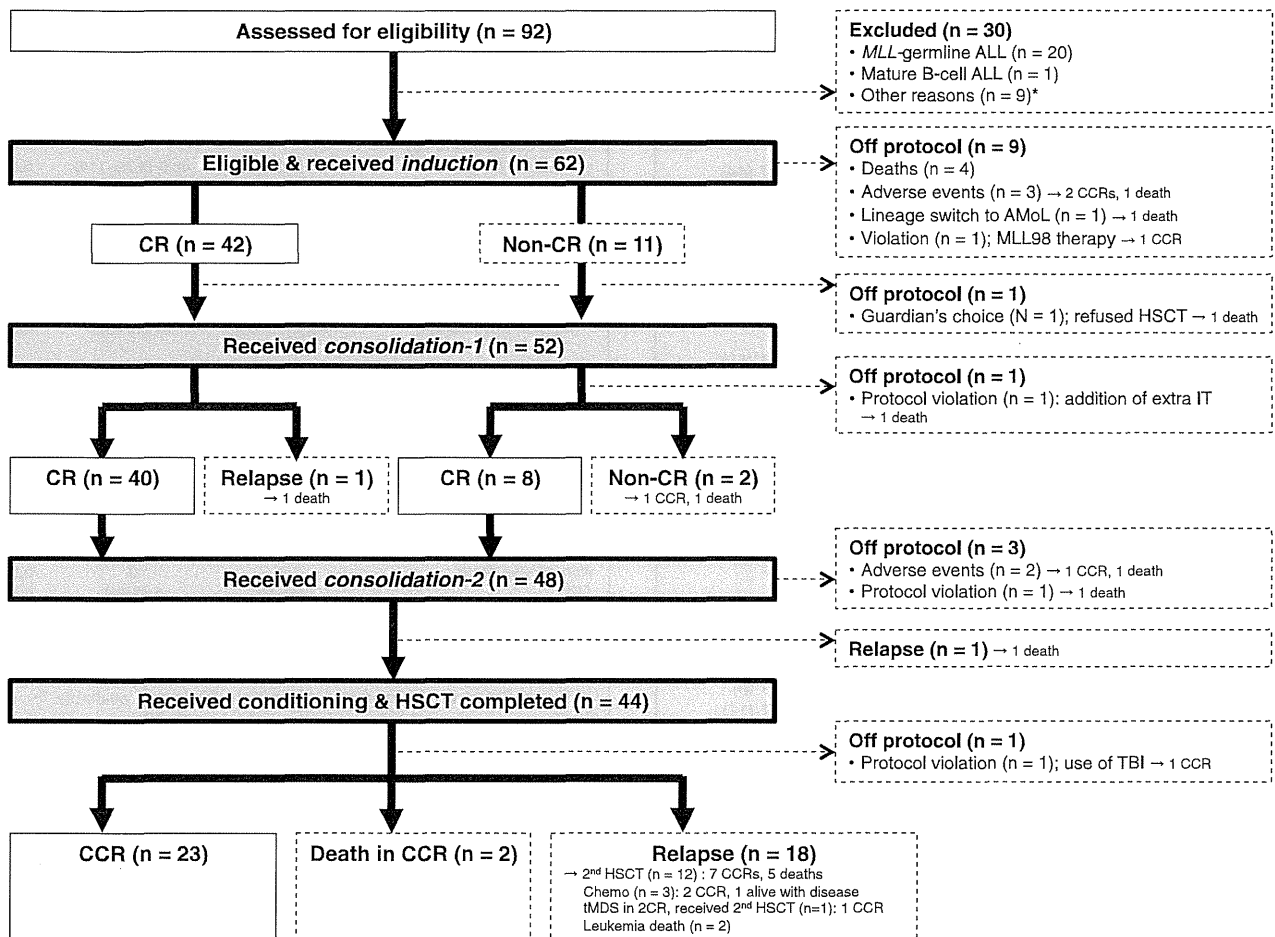 Assessed for eligibility (n = 92)
Excluded (n = 30)
• MLL-germline ALL (n = 20)
• Mature B-cell ALL (n = 1)
• Other reasons (n = 9)*
Eligible & received induction (n = 62)
Off protocol (n = 9)
• Deaths (n = 4)
• Adverse events (n = 3) → 2 CCRs, 1 death
• Lineage switch to AMoL (n = 1) → 1 death
• Violation (n = 1); MLL98 therapy → 1 CCR
CR (n = 42)
Non-CR (n = 11)
Off protocol (n = 1)
• Guardian's choice (N = 1); refused HSCT → 1 death
Received consolidation-1 (n = 52)
Off protocol (n = 1)
• Protocol violation (n = 1): addition of extra IT
→ 1 death
CR (n = 40)
Relapse (n = 1)
→ 1 death
CR (n = 8)
Non-CR (n = 2)
→ 1 CCR, 1 death
Received consolidation-2 (n = 48)
Off protocol (n = 3)
• Adverse events (n = 2) → 1 CCR, 1 death
• Protocol violation (n = 1) → 1 death
Relapse (n = 1) → 1 death
Received conditioning & HSCT completed (n = 44)
Off protocol (n = 1)
• Protocol violation (n = 1); use of TBI → 1 CCR
CCR (n = 23)
Death in CCR (n = 2)
Relapse (n = 18)
→ 2nd HSCT (n = 12) : 7 CCRs, 5 deaths
Chemo (n = 3): 2 CCR, 1 alive with disease
tMDS in 2CR, received 2nd HSCT (n=1): 1 CCR
Leukemia death (n = 2)